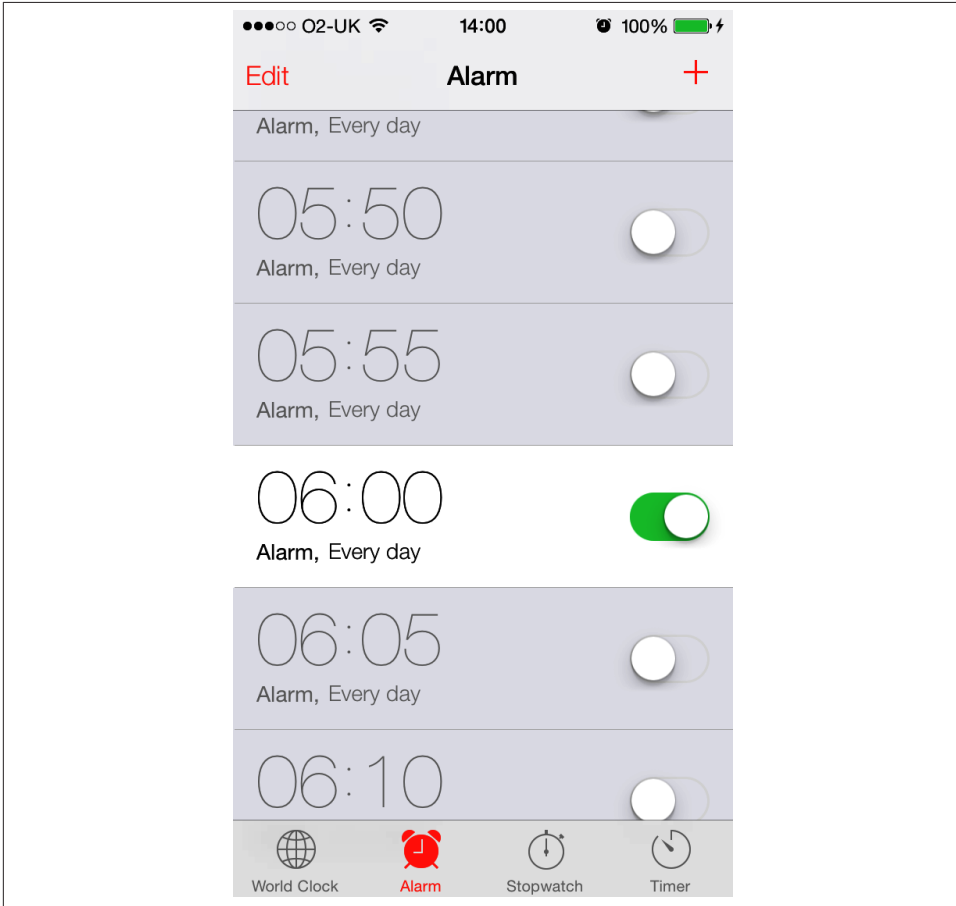 O2-UK 14:00 100%
Edit Alarm +
Alarm, Every day
05:50
Alarm, Every day
05:55
Alarm, Every day
06:00
Alarm, Every day
06:05
Alarm, Every day
06:10
World Clock Alarm Stopwatch Timer